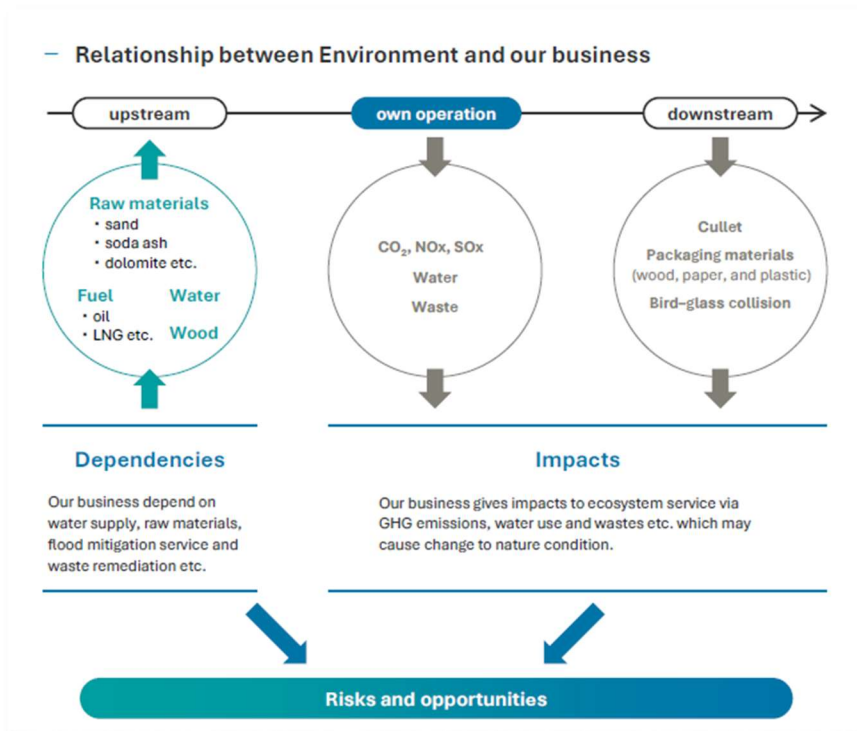 – Relationship between Environment and our business
upstream
own operation
downstream
Raw materials
・sand
・soda ash
・dolomite etc.
Fuel
・oil
・LNG etc.
Water
Wood
CO₂, NOx, SOx
Water
Waste
Cullet
Packaging materials
(wood, paper, and plastic)
Bird–glass collision
Dependencies
Our business depend on
water supply, raw materials,
flood mitigation service and
waste remediation etc.
Impacts
Our business gives impacts to ecosystem service via
GHG emissions, water use and wastes etc. which may
cause change to nature condition.
Risks and opportunities